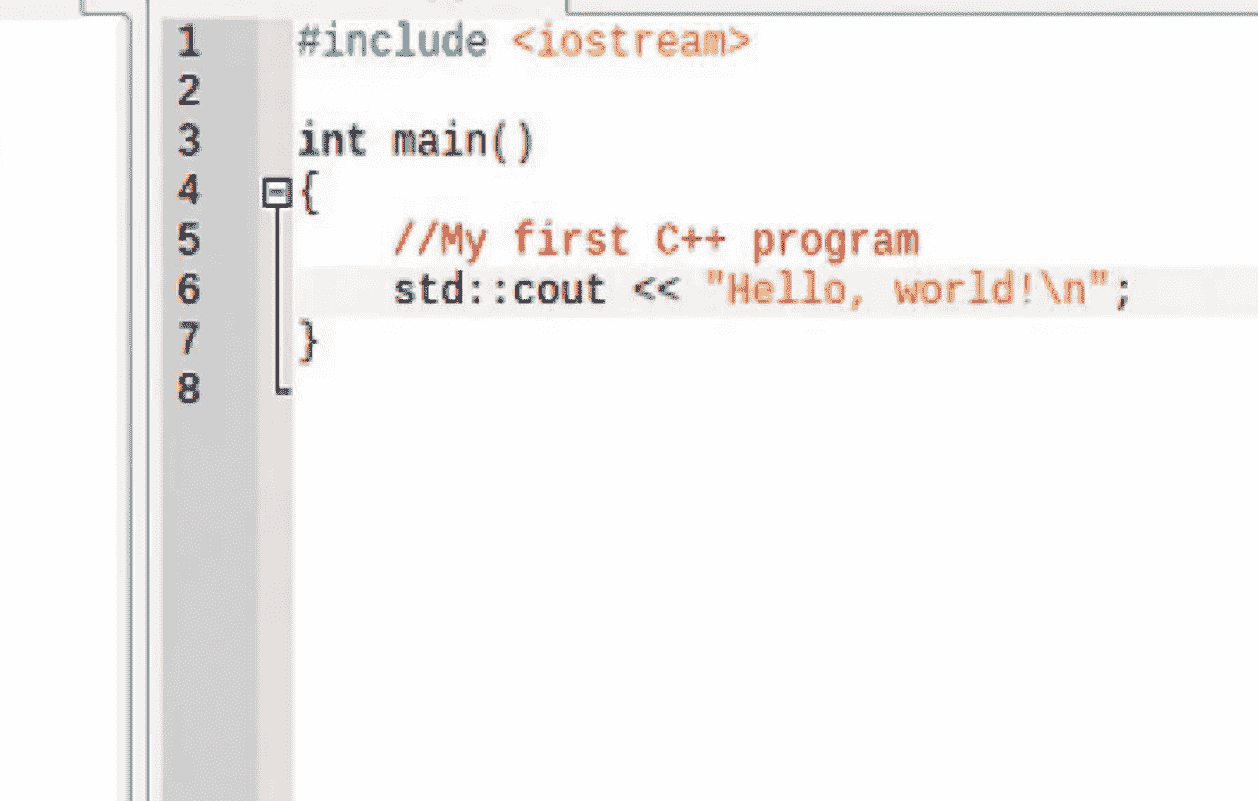 1 #include <iostream>
2
3 int main()
4 {
5     //My first C++ program
6     std::cout << "Hello, world!\n";
7 }
8